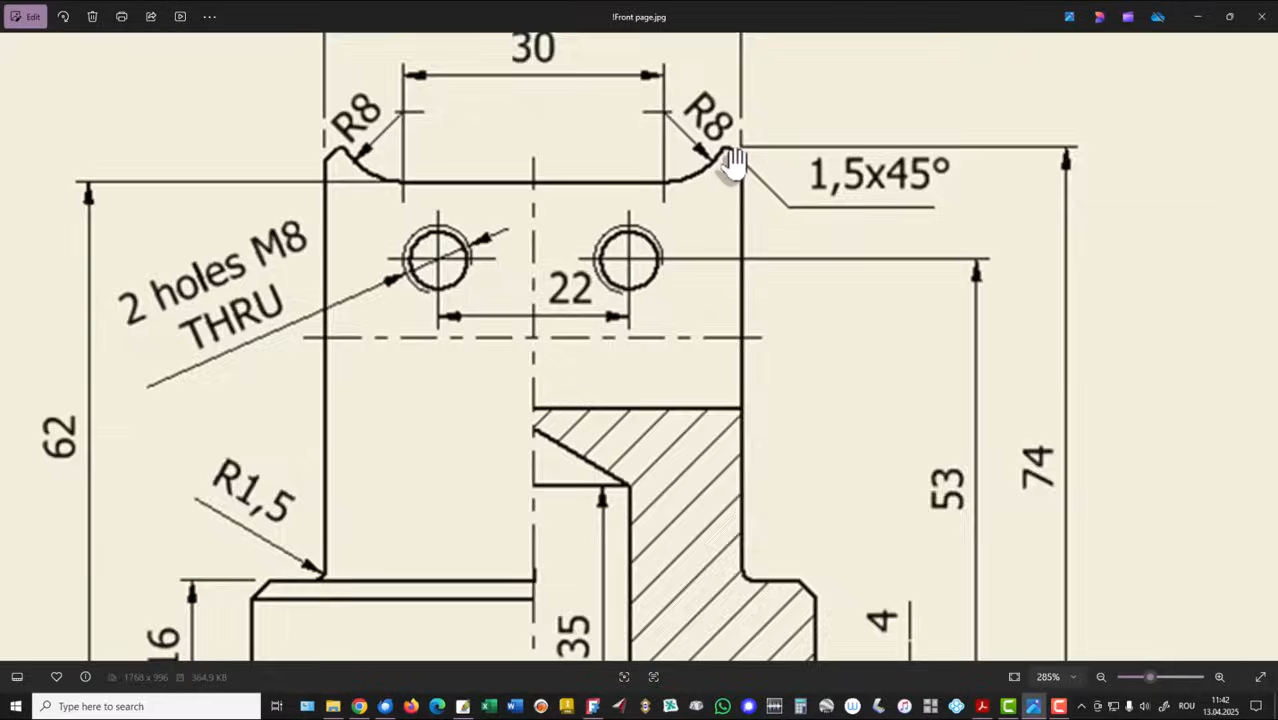 Edit
!Front page.jpg
30
R8
R8
1,5x45°
2 holes M8
THRU
22
62
R1,5
53
74
16
35
4
1768 x 996
364.9 KB
285%
Type here to search
ROU
11:42
13.04.2025